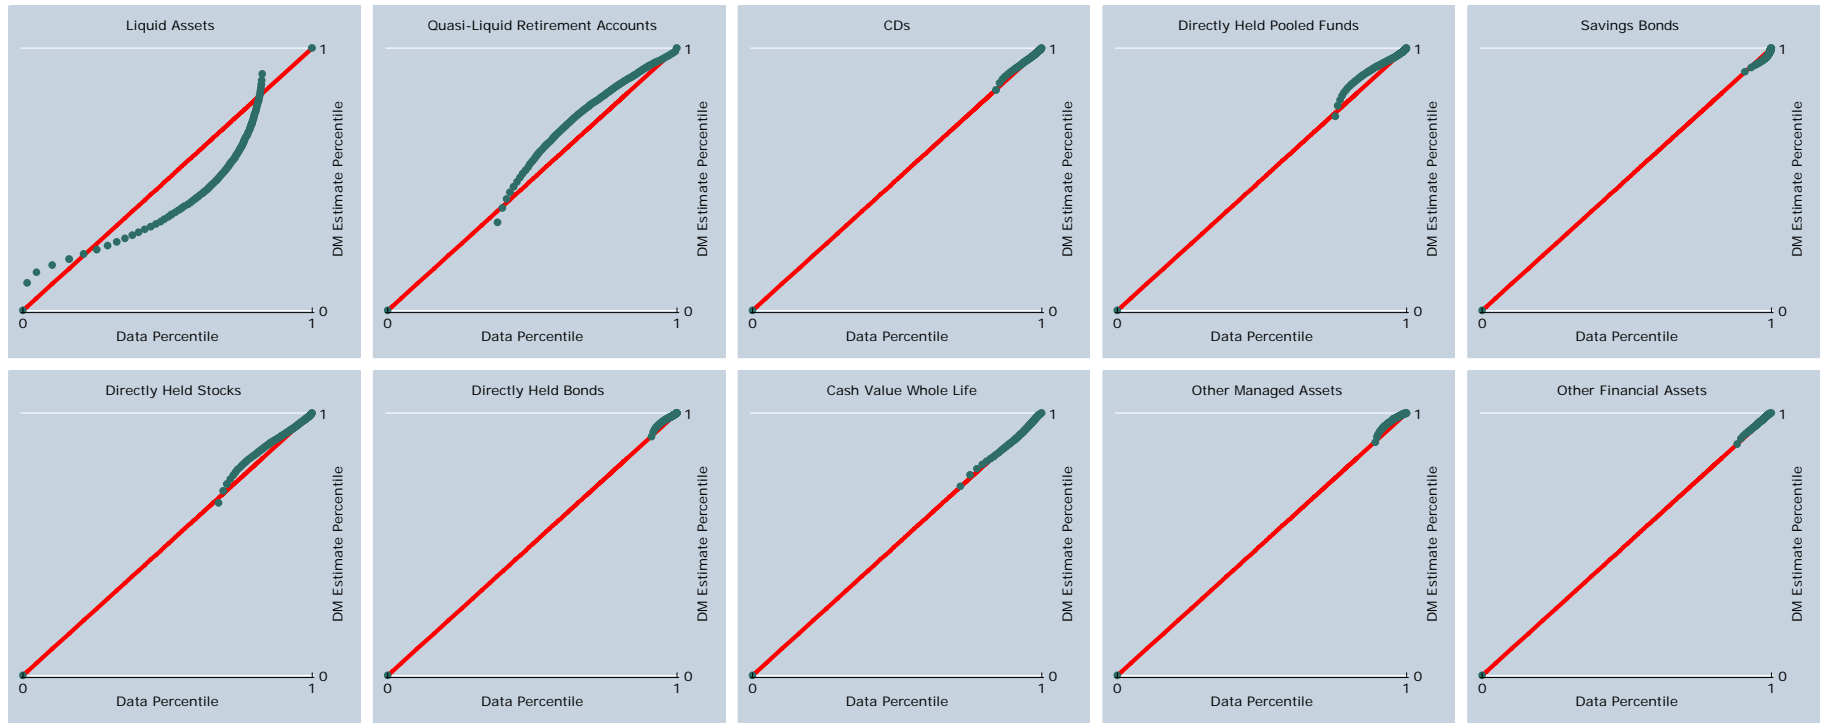 Liquid Assets
1
DM Estimate Percentile
0
0 1
Data Percentile
Quasi-Liquid Retirement Accounts
1
DM Estimate Percentile
0
0 1
Data Percentile
CDs
1
DM Estimate Percentile
0
0 1
Data Percentile
Directly Held Pooled Funds
1
DM Estimate Percentile
0
0 1
Data Percentile
Savings Bonds
1
DM Estimate Percentile
0
0 1
Data Percentile
Directly Held Stocks
1
DM Estimate Percentile
0
0 1
Data Percentile
Directly Held Bonds
1
DM Estimate Percentile
0
0 1
Data Percentile
Cash Value Whole Life
1
DM Estimate Percentile
0
0 1
Data Percentile
Other Managed Assets
1
DM Estimate Percentile
0
0 1
Data Percentile
Other Financial Assets
1
DM Estimate Percentile
0
0 1
Data Percentile